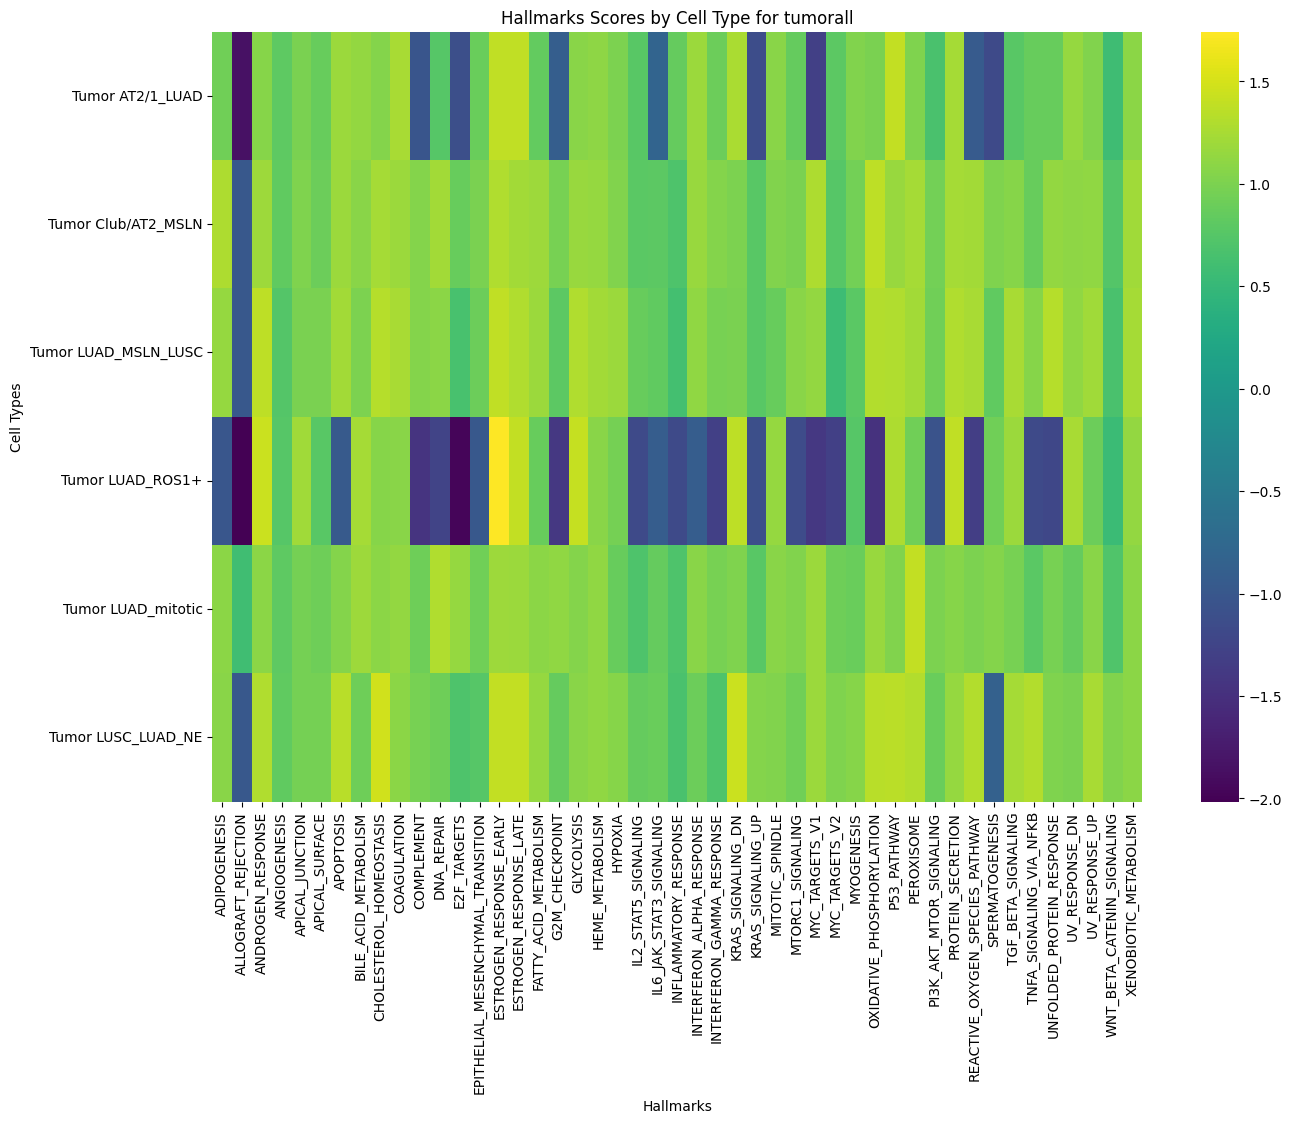 Hallmarks Scores by Cell Type for tumorall
Cell Types
Tumor AT2/1_LUAD
Tumor Club/AT2_MSLN
Tumor LUAD_MSLN_LUSC
Tumor LUAD_ROS1+
Tumor LUAD_mitotic
Tumor LUSC_LUAD_NE
ADIPOGENESIS
ALLOGRAFT_REJECTION
ANDROGEN_RESPONSE
ANGIOGENESIS
APICAL_JUNCTION
APICAL_SURFACE
APOPTOSIS
BILE_ACID_METABOLISM
CHOLESTEROL_HOMEOSTASIS
COAGULATION
COMPLEMENT
DNA_REPAIR
E2F_TARGETS
EPITHELIAL_MESENCHYMAL_TRANSITION
ESTROGEN_RESPONSE_EARLY
ESTROGEN_RESPONSE_LATE
FATTY_ACID_METABOLISM
G2M_CHECKPOINT
GLYCOLYSIS
HEME_METABOLISM
HYPOXIA
IL2_STAT5_SIGNALING
IL6_JAK_STAT3_SIGNALING
INFLAMMATORY_RESPONSE
INTERFERON_ALPHA_RESPONSE
INTERFERON_GAMMA_RESPONSE
KRAS_SIGNALING_DN
KRAS_SIGNALING_UP
MITOTIC_SPINDLE
MTORC1_SIGNALING
MYC_TARGETS_V1
MYC_TARGETS_V2
MYOGENESIS
OXIDATIVE_PHOSPHORYLATION
P53_PATHWAY
PEROXISOME
PI3K_AKT_MTOR_SIGNALING
PROTEIN_SECRETION
REACTIVE_OXYGEN_SPECIES_PATHWAY
SPERMATOGENESIS
TGF_BETA_SIGNALING
TNFA_SIGNALING_VIA_NFKB
UNFOLDED_PROTEIN_RESPONSE
UV_RESPONSE_DN
UV_RESPONSE_UP
WNT_BETA_CATENIN_SIGNALING
XENOBIOTIC_METABOLISM
Hallmarks
1.5
1.0
0.5
0.0
−0.5
−1.0
−1.5
−2.0